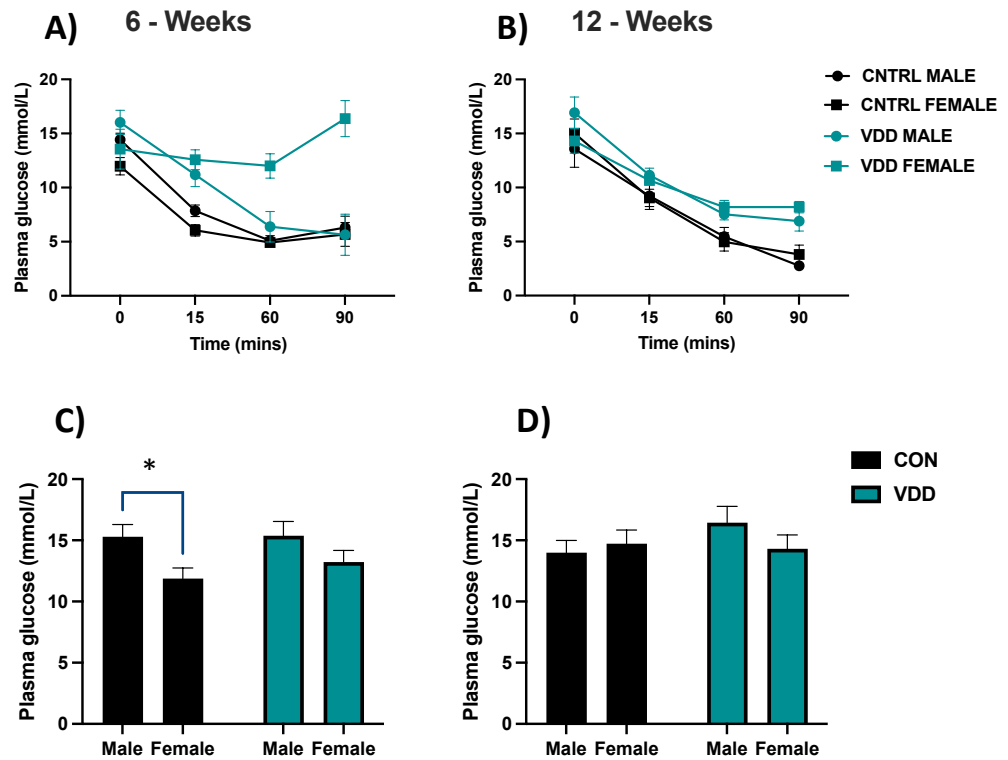 A) 6 - Weeks
Plasma glucose (mmol/L)
20
15
10
5
0
0 15 60 90
Time (mins)
B) 12 - Weeks
Plasma glucose (mmol/L)
20
15
10
5
0
0 15 60 90
Time (mins)
CNTRL MALE
CNTRL FEMALE
VDD MALE
VDD FEMALE
C)
*
Plasma glucose (mmol/L)
20
15
10
5
0
Male Female Male Female
D)
Plasma glucose (mmol/L)
20
15
10
5
0
Male Female Male Female
CON
VDD